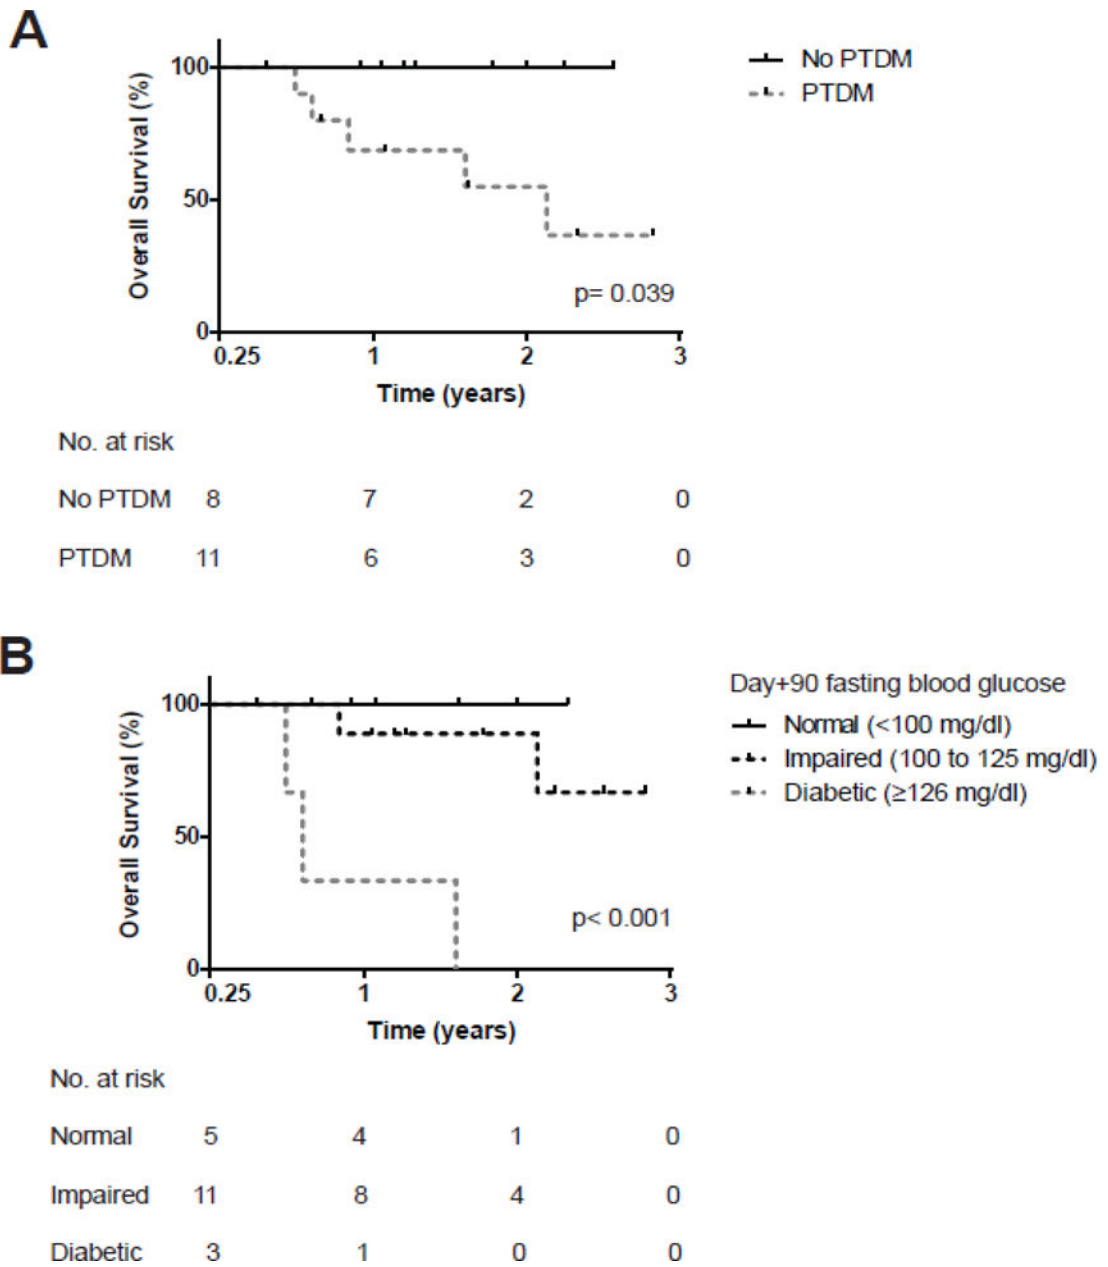 A
100
50
0
Overall Survival (%)
No PTDM
PTDM
p= 0.039
0.25 1 2 3
Time (years)
No. at risk
No PTDM 8 7 2 0
PTDM 11 6 3 0
B
100
50
0
Overall Survival (%)
Day+90 fasting blood glucose
Normal (<100 mg/dl)
Impaired (100 to 125 mg/dl)
Diabetic (≥126 mg/dl)
p< 0.001
0.25 1 2 3
Time (years)
No. at risk
Normal 5 4 1 0
Impaired 11 8 4 0
Diabetic 3 1 0 0